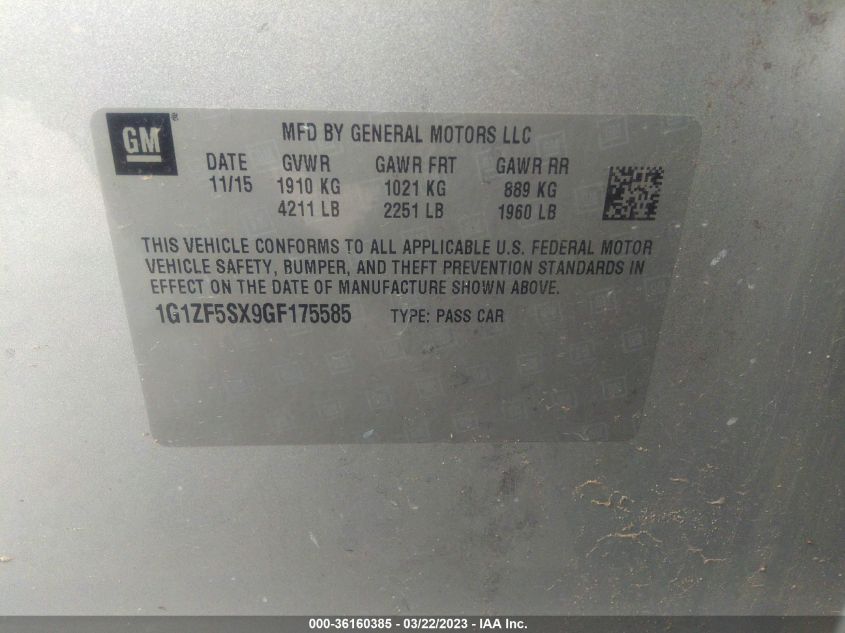 GM ®
MFD BY GENERAL MOTORS LLC
DATE GVWR GAWR FRT GAWR RR
11/15 1910 KG 1021 KG 889 KG
4211 LB 2251 LB 1960 LB
THIS VEHICLE CONFORMS TO ALL APPLICABLE U.S. FEDERAL MOTOR
VEHICLE SAFETY, BUMPER, AND THEFT PREVENTION STANDARDS IN
EFFECT ON THE DATE OF MANUFACTURE SHOWN ABOVE.
1G1ZF5SX9GF175585 TYPE: PASS CAR
000-36160385 - 03/22/2023 - IAA Inc.